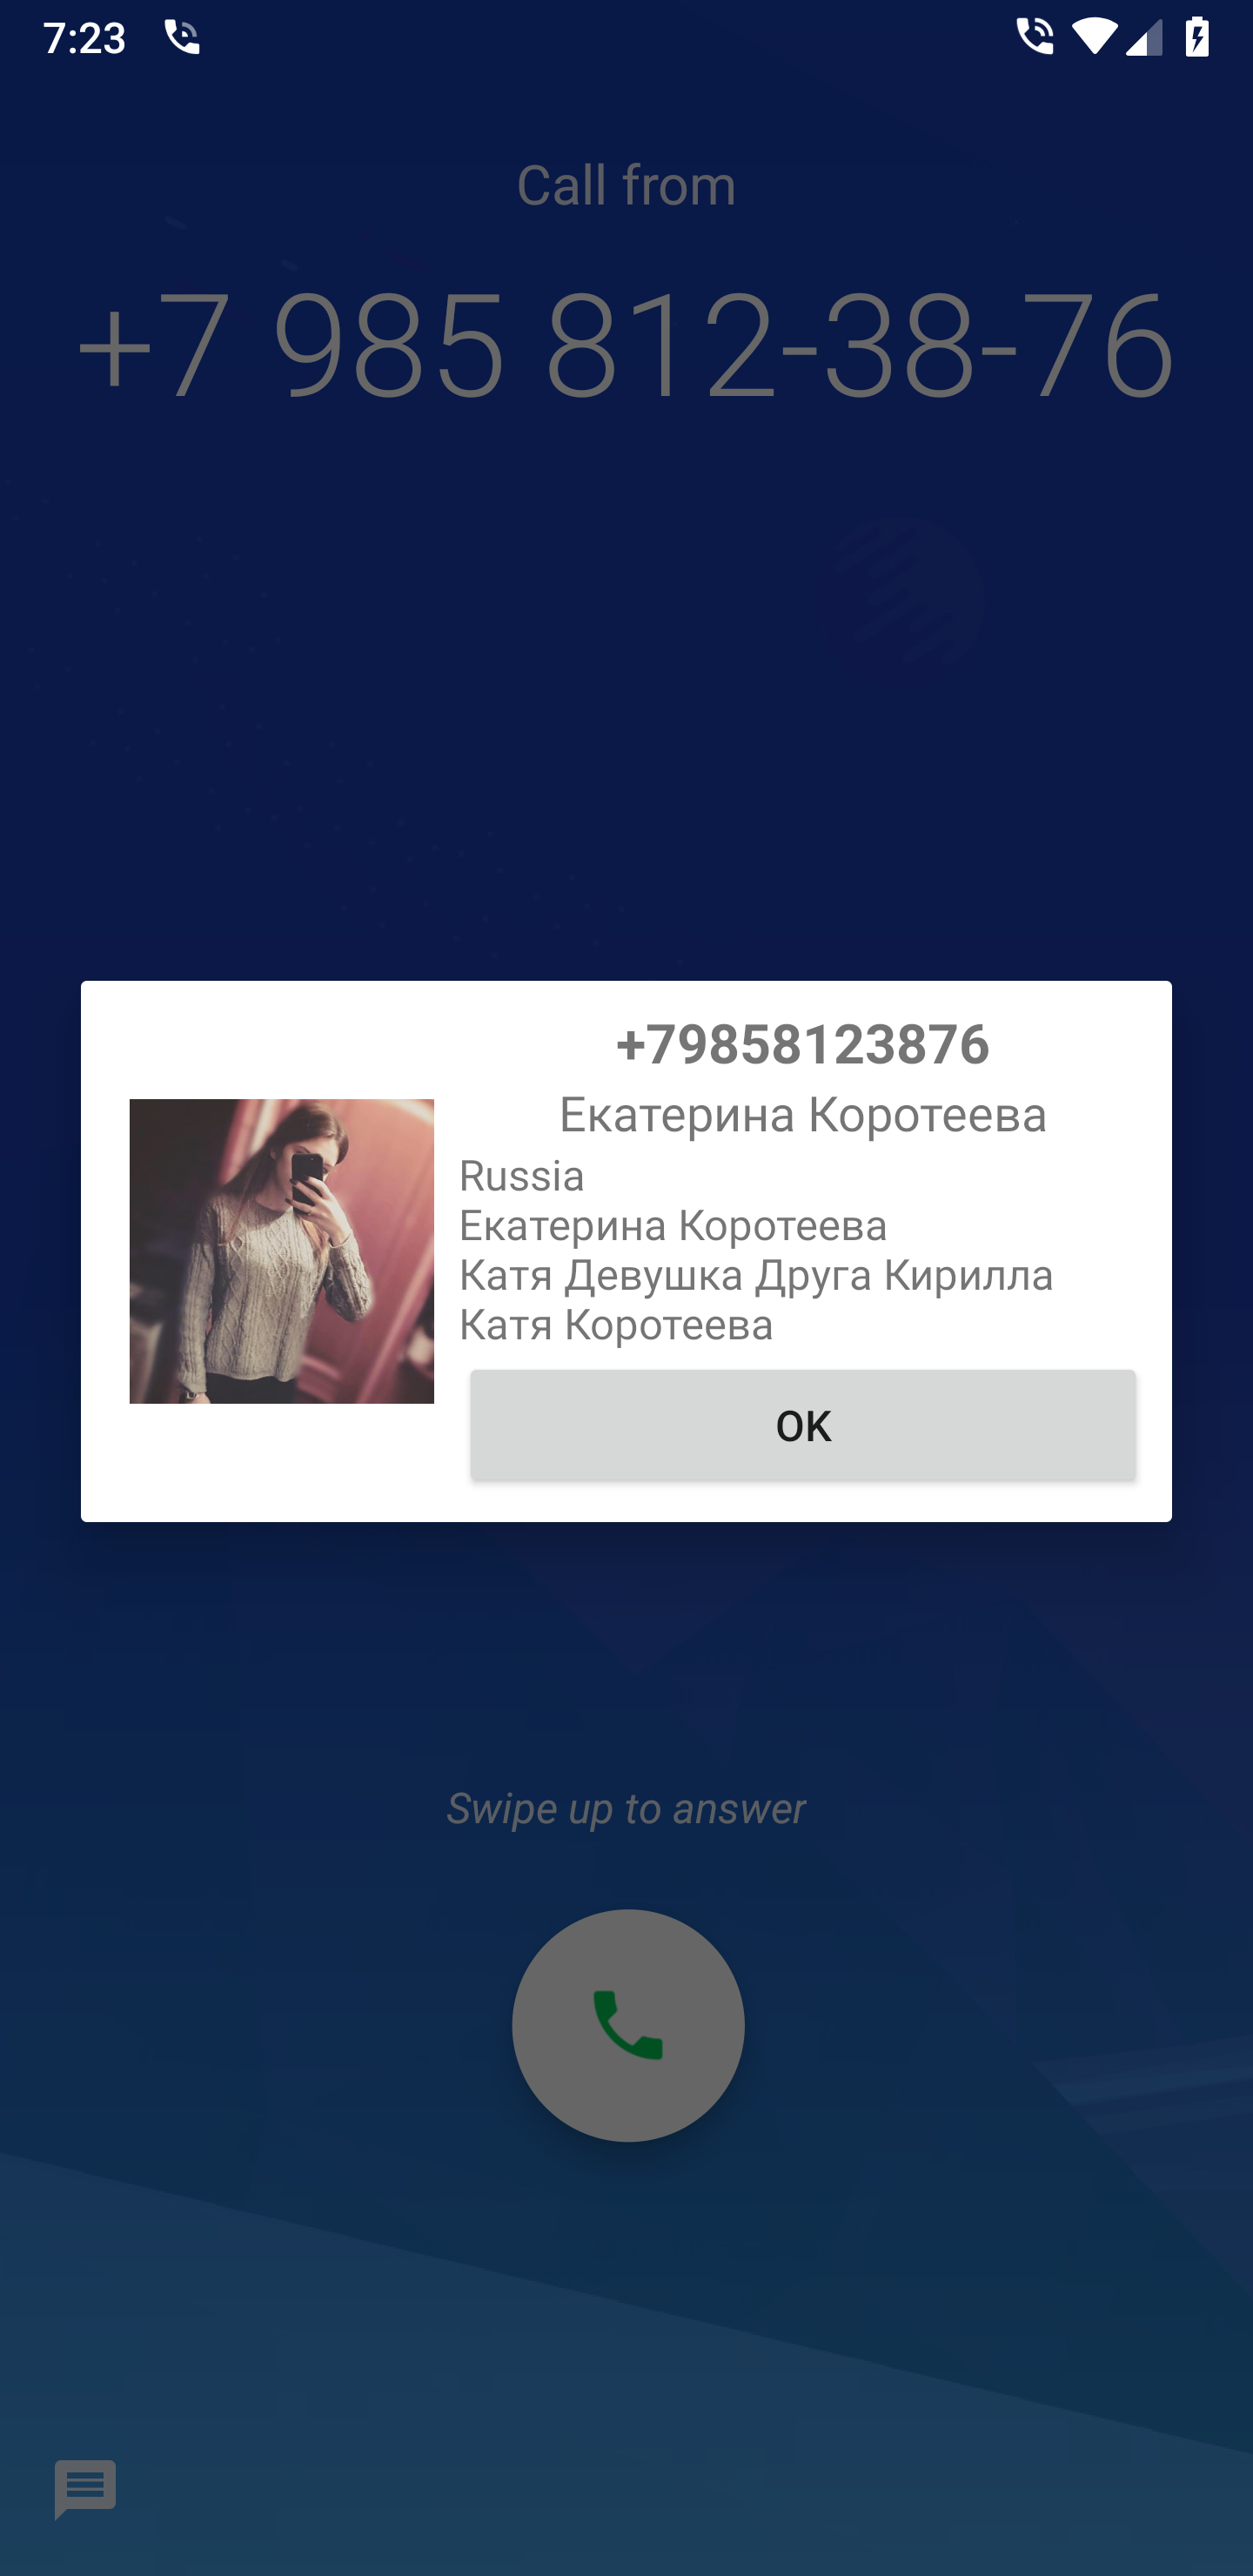 7:23
Call from
+7 985 812-38-76
+79858123876
Екатерина Коротеева
Russia
Екатерина Коротеева
Катя Девушка Друга Кирилла
Катя Коротеева
OK
Swipe up to answer